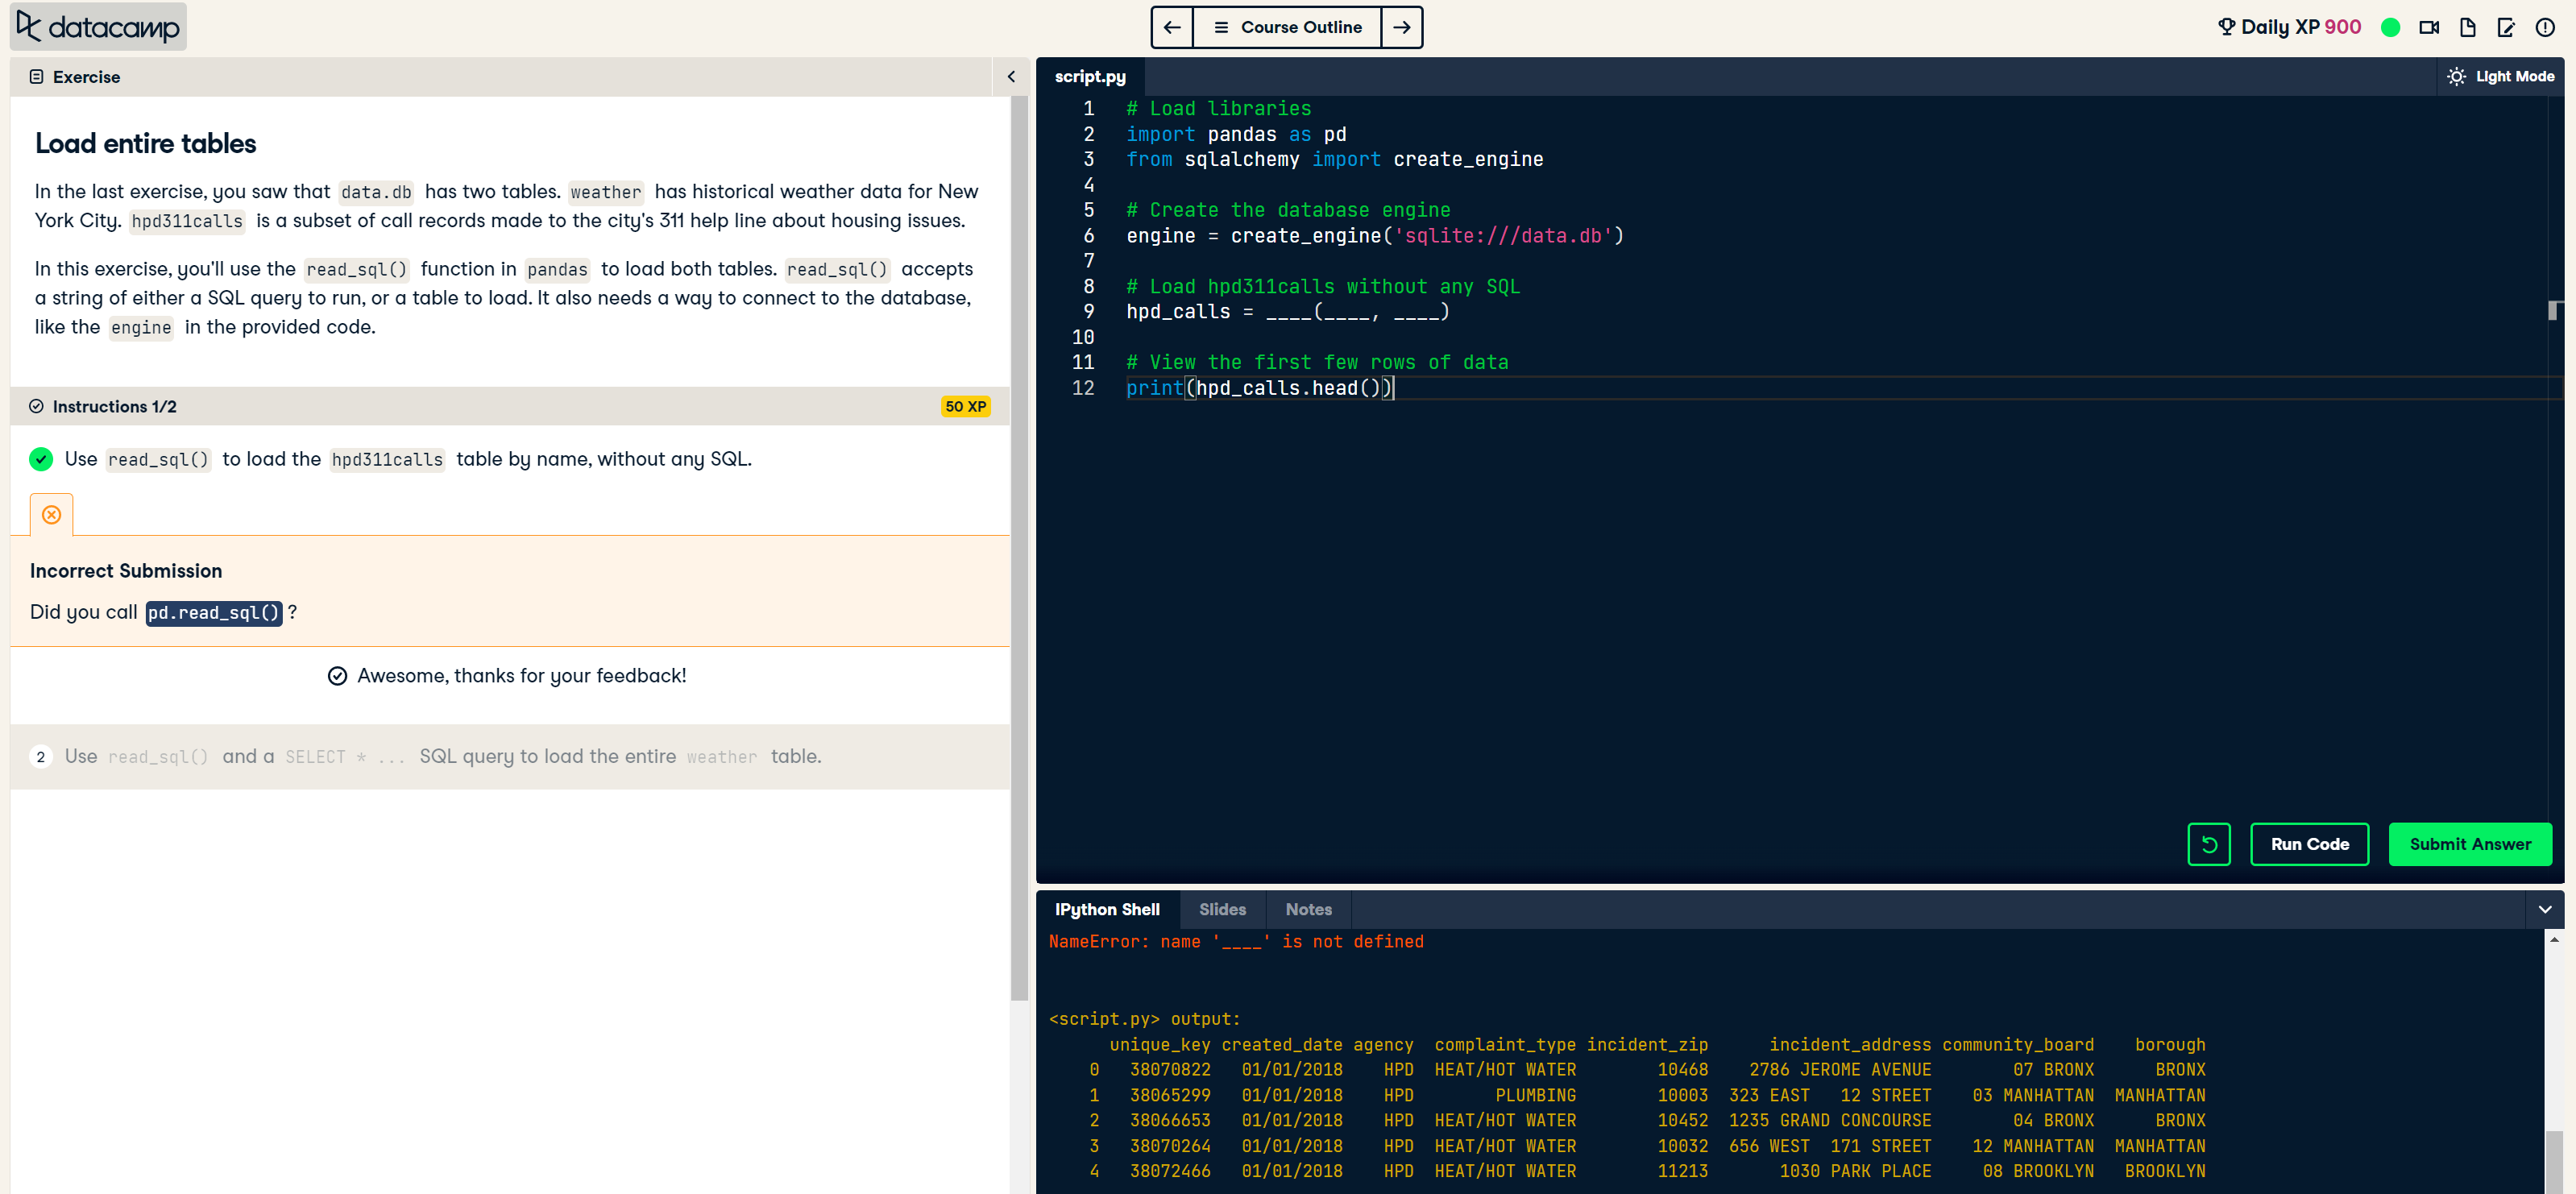 datacamp
Course Outline
Daily XP 900
Exercise
Load entire tables
In the last exercise, you saw that data.db has two tables. weather has historical weather data for New
York City. hpd311calls is a subset of call records made to the city's 311 help line about housing issues.
In this exercise, you'll use the read_sql() function in pandas to load both tables. read_sql() accepts
a string of either a SQL query to run, or a table to load. It also needs a way to connect to the database,
like the engine in the provided code.
Instructions 1/2
50 XP
Use read_sql() to load the hpd311calls table by name, without any SQL.
Incorrect Submission
Did you call pd.read_sql() ?
Awesome, thanks for your feedback!
2 Use read_sql() and a SELECT * ... SQL query to load the entire weather table.
script.py
Light Mode
1 # Load libraries
2 import pandas as pd
3 from sqlalchemy import create_engine
4
5 # Create the database engine
6 engine = create_engine('sqlite:///data.db')
7
8 # Load hpd311calls without any SQL
9 hpd_calls = ____(____, ____)
10
11 # View the first few rows of data
12 print(hpd_calls.head())
Run Code
Submit Answer
IPython Shell
Slides
Notes
NameError: name '____' is not defined
<script.py> output:
unique_key created_date agency complaint_type incident_zip incident_address community_board borough
0 38070822 01/01/2018 HPD HEAT/HOT WATER 10468 2786 JEROME AVENUE 07 BRONX BRONX
1 38065299 01/01/2018 HPD PLUMBING 10003 323 EAST 12 STREET 03 MANHATTAN MANHATTAN
2 38066653 01/01/2018 HPD HEAT/HOT WATER 10452 1235 GRAND CONCOURSE 04 BRONX BRONX
3 38070264 01/01/2018 HPD HEAT/HOT WATER 10032 656 WEST 171 STREET 12 MANHATTAN MANHATTAN
4 38072466 01/01/2018 HPD HEAT/HOT WATER 11213 1030 PARK PLACE 08 BROOKLYN BROOKLYN